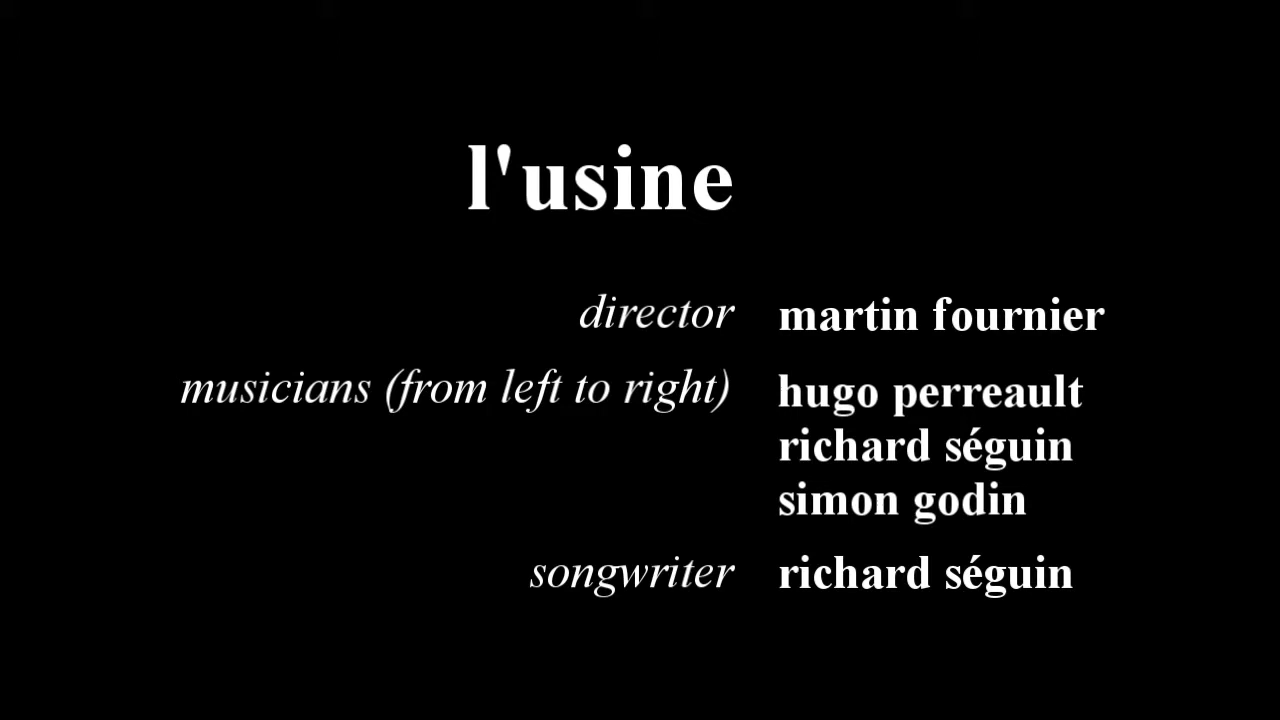 l'usine
director martin fournier
musicians (from left to right) hugo perreault
richard séguin
simon godin
songwriter richard séguin